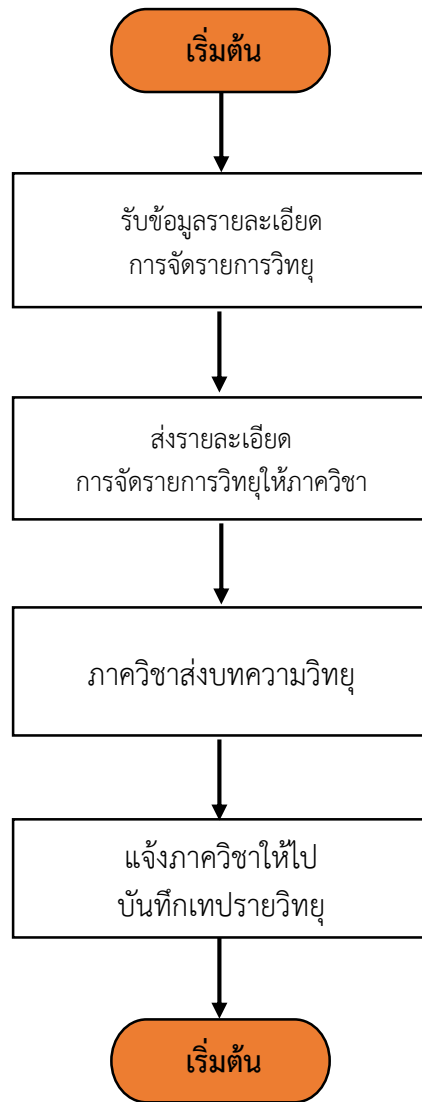 เริ่มต้น
รับข้อมูลรายละเอียด
การจัดรายการวิทยุ
ส่งรายละเอียด
การจัดรายการวิทยุให้ภาควิชา
ภาควิชาส่งบทความวิทยุ
แจ้งภาควิชาให้ไป
บันทึกเทปรายวิทยุ
เริ่มต้น